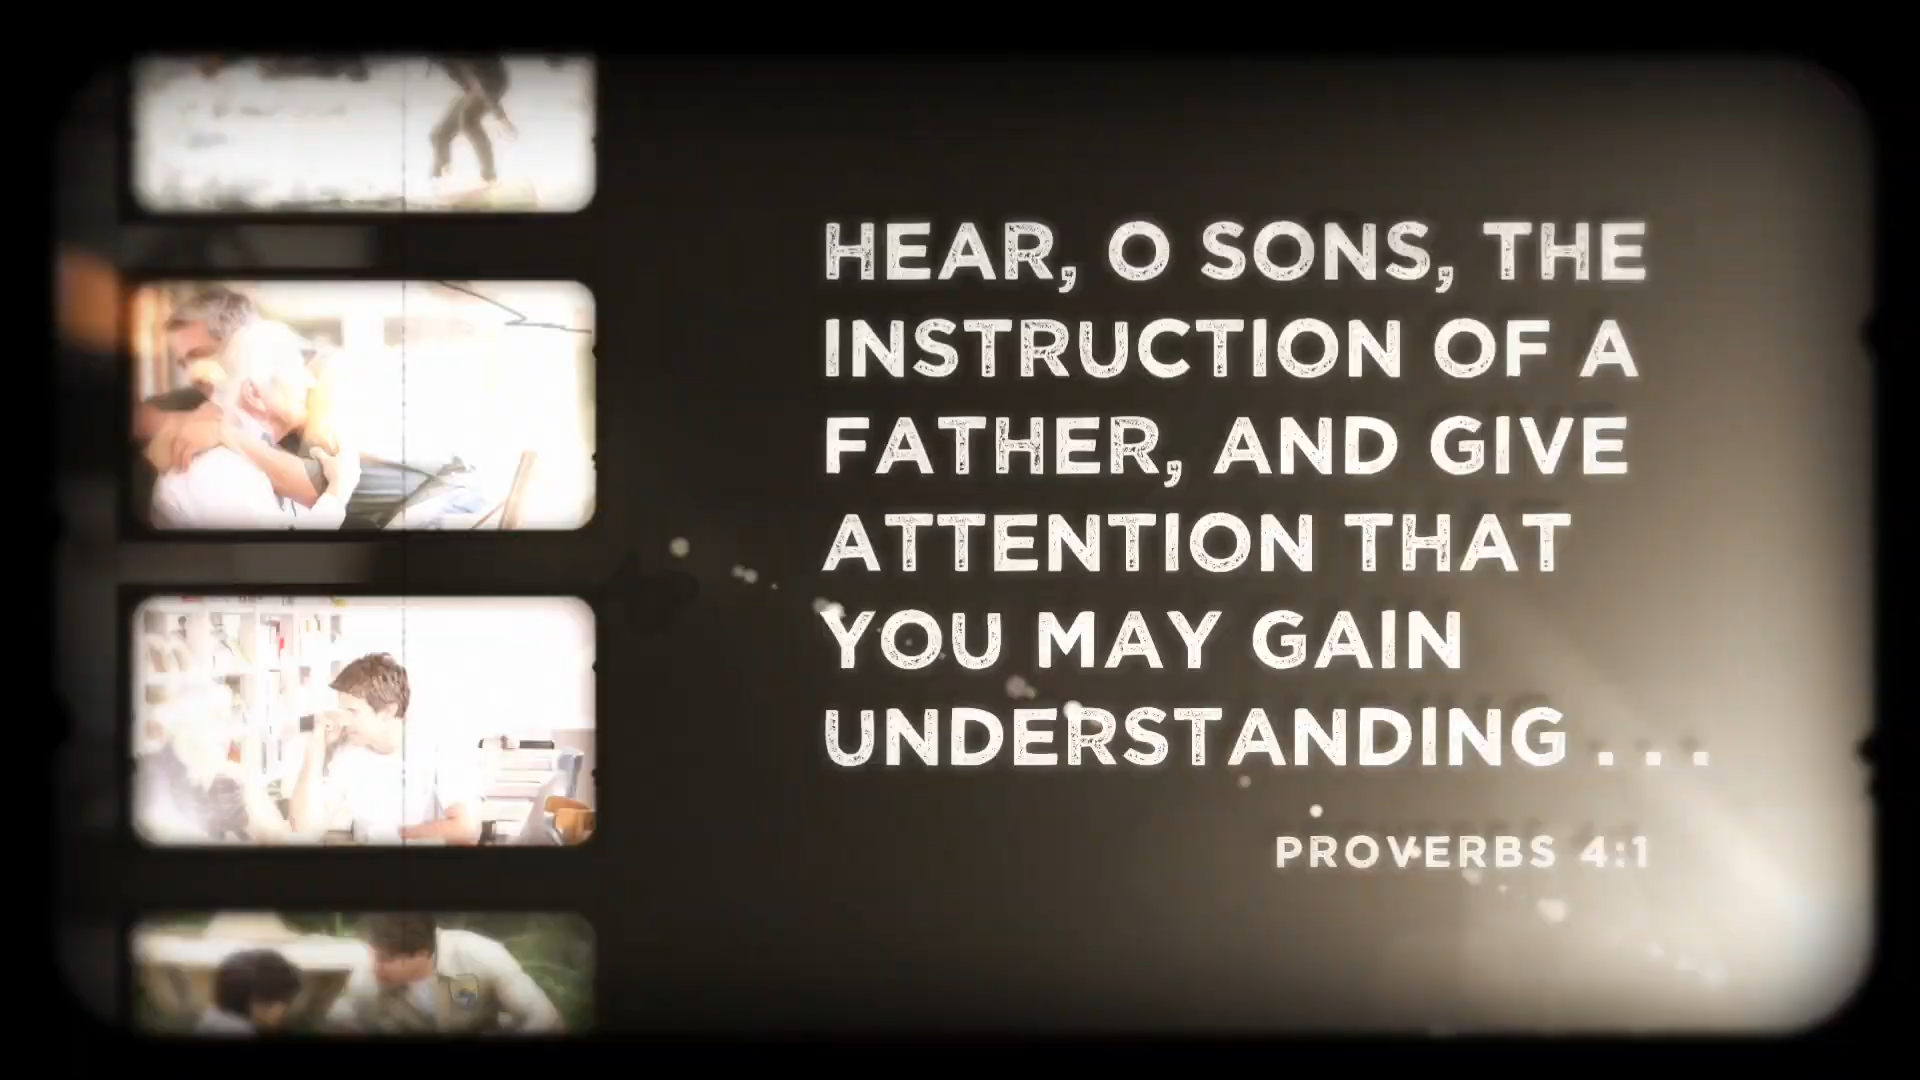 HEAR, O SONS, THE
INSTRUCTION OF A
FATHER, AND GIVE
ATTENTION THAT
YOU MAY GAIN
UNDERSTANDING . . .
PROVERBS 4:1